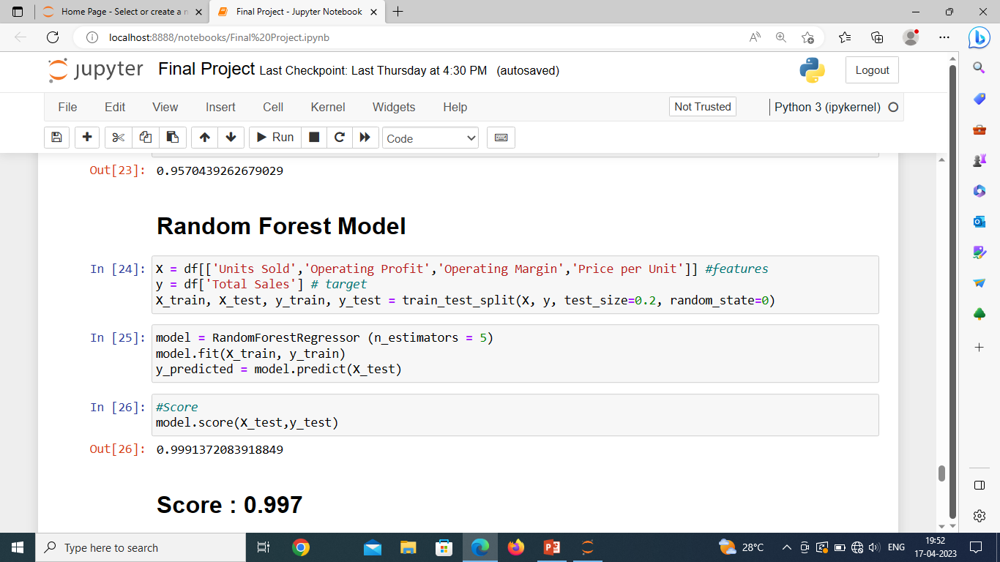 Home Page - Select or create a n
Final Project - Jupyter Notebook
localhost:8888/notebooks/Final%20Project.ipynb
jupyter Final Project Last Checkpoint: Last Thursday at 4:30 PM (autosaved)
Logout
File Edit View Insert Cell Kernel Widgets Help
Not Trusted
Python 3 (ipykernel)
Run
Code
Out[23]: 0.9570439262679029
Random Forest Model
In [24]: X = df[['Units Sold','Operating Profit','Operating Margin','Price per Unit']] #features
y = df['Total Sales'] # target
X_train, X_test, y_train, y_test = train_test_split(X, y, test_size=0.2, random_state=0)
In [25]: model = RandomForestRegressor (n_estimators = 5)
model.fit(X_train, y_train)
y_predicted = model.predict(X_test)
In [26]: #Score
model.score(X_test,y_test)
Out[26]: 0.9991372083918849
Score : 0.997
Type here to search
28°C
ENG
19:52
17-04-2023